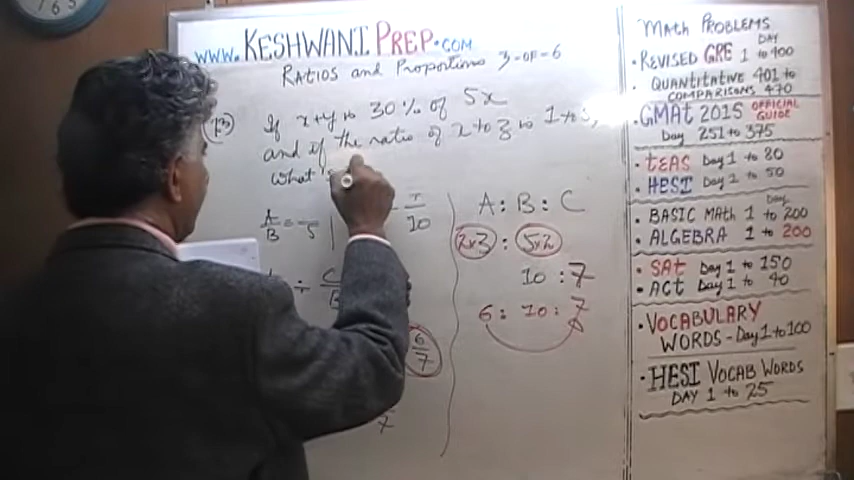 www.KESHWANI PREP.COM
RATIOS and PROPORTIONS 3-OF-6
If x+y is 30% of 5x
and if the ratio of x to z is 1 to 5,
what's
A/B = /5
10
A : B : C
2x3 : 5x2
10 : 7
6 : 10 : 7
6/7
MATH PROBLEMS
DAY
• REVISED GRE 1 to 400
• QUANTITATIVE 401 to
COMPARISONS 470
• GMAT 2015 OFFICIAL GUIDE
Day 251 to 375
• tEAS Day 1 to 80
• HESI Day 1 to 50
Day
• BASIC MATH 1 to 200
• ALGEBRA 1 to 200
• SAt Day 1 to 150
• ACt Day 1 to 40
• VOCABULARY
WORDS - Day 1 to 100
• HESI VOCAB WORDS
DAY 1 to 25